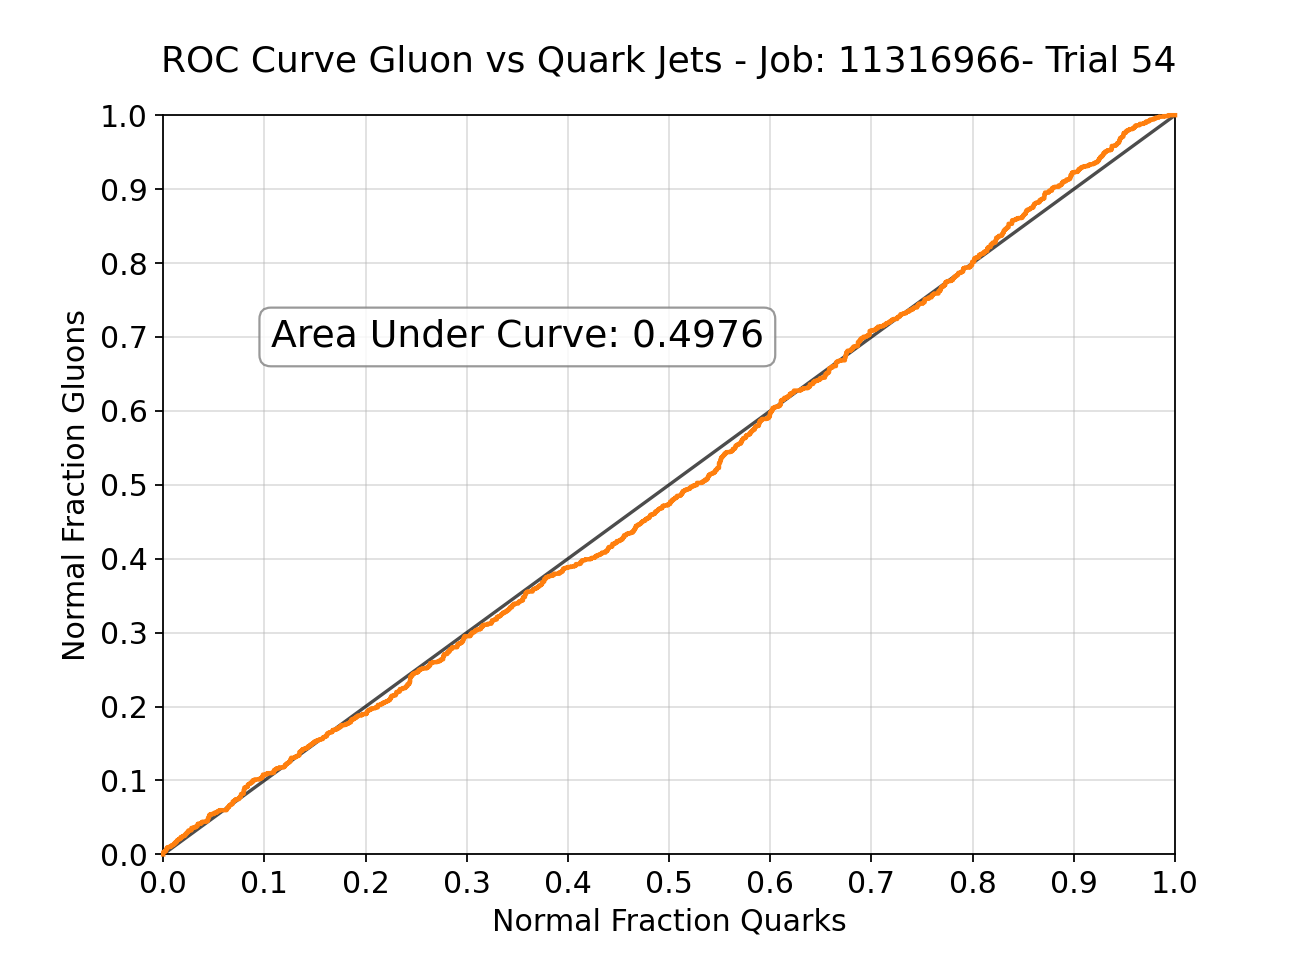 ROC Curve Gluon vs Quark Jets - Job: 11316966- Trial 54
1.0
0.9
0.8
0.7
0.6
0.5
0.4
0.3
0.2
0.1
0.0
Normal Fraction Gluons
Area Under Curve: 0.4976
0.0 0.1 0.2 0.3 0.4 0.5 0.6 0.7 0.8 0.9 1.0
Normal Fraction Quarks